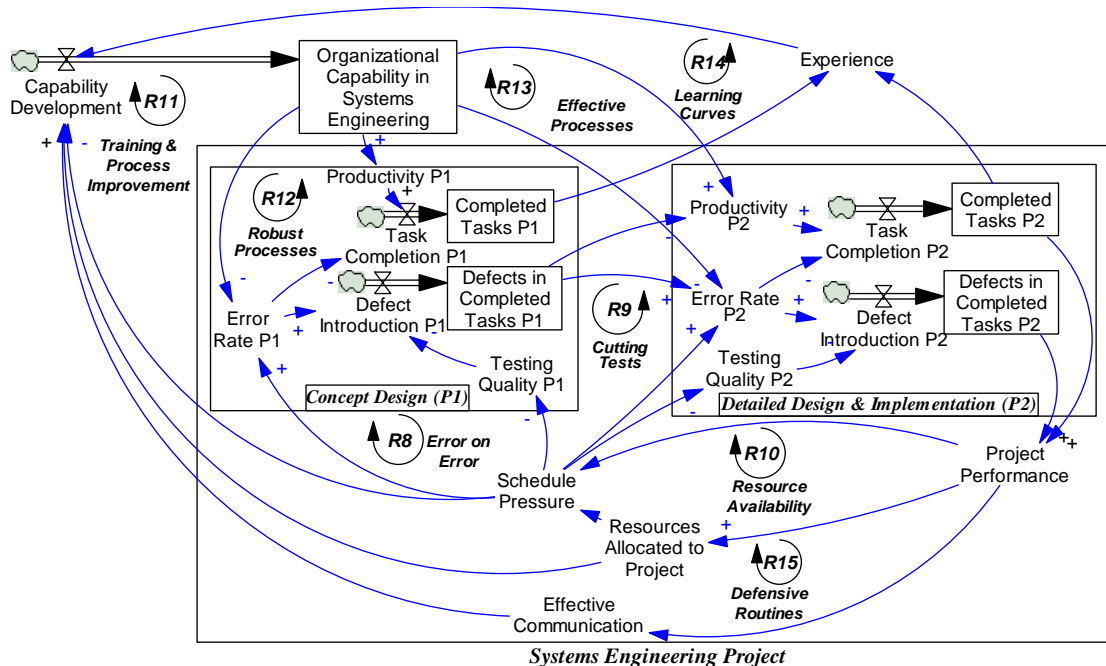 Organizational
Capability in
Systems
Engineering
Experience
Capability
Development
R11
R13
R14
Learning
Curves
Effective
Processes
Training &
Process
Improvement
+
-
+
Productivity P1
+
R12
Robust
Processes
Completed
Tasks P1
Task
Completion P1
-
-
Defects in
Completed
Tasks P1
Defect
Introduction P1
Error
Rate P1
+
-
+
Testing
Quality P1
-
Concept Design (P1)
+
Productivity
P2
-
+
Completed
Tasks P2
Task
Completion P2
-
-
Error Rate
P2
+
+
+
Defects in
Completed
Tasks P2
Defect
Introduction P2
-
R9
Cutting
Tests
Testing
Quality P2
-
Detailed Design & Implementation (P2)
R8
Error on
Error
Schedule
Pressure
R10
Resource
Availability
Project
Performance
++
+
Resources
Allocated to
Project
R15
Defensive
Routines
Effective
Communication
Systems Engineering Project